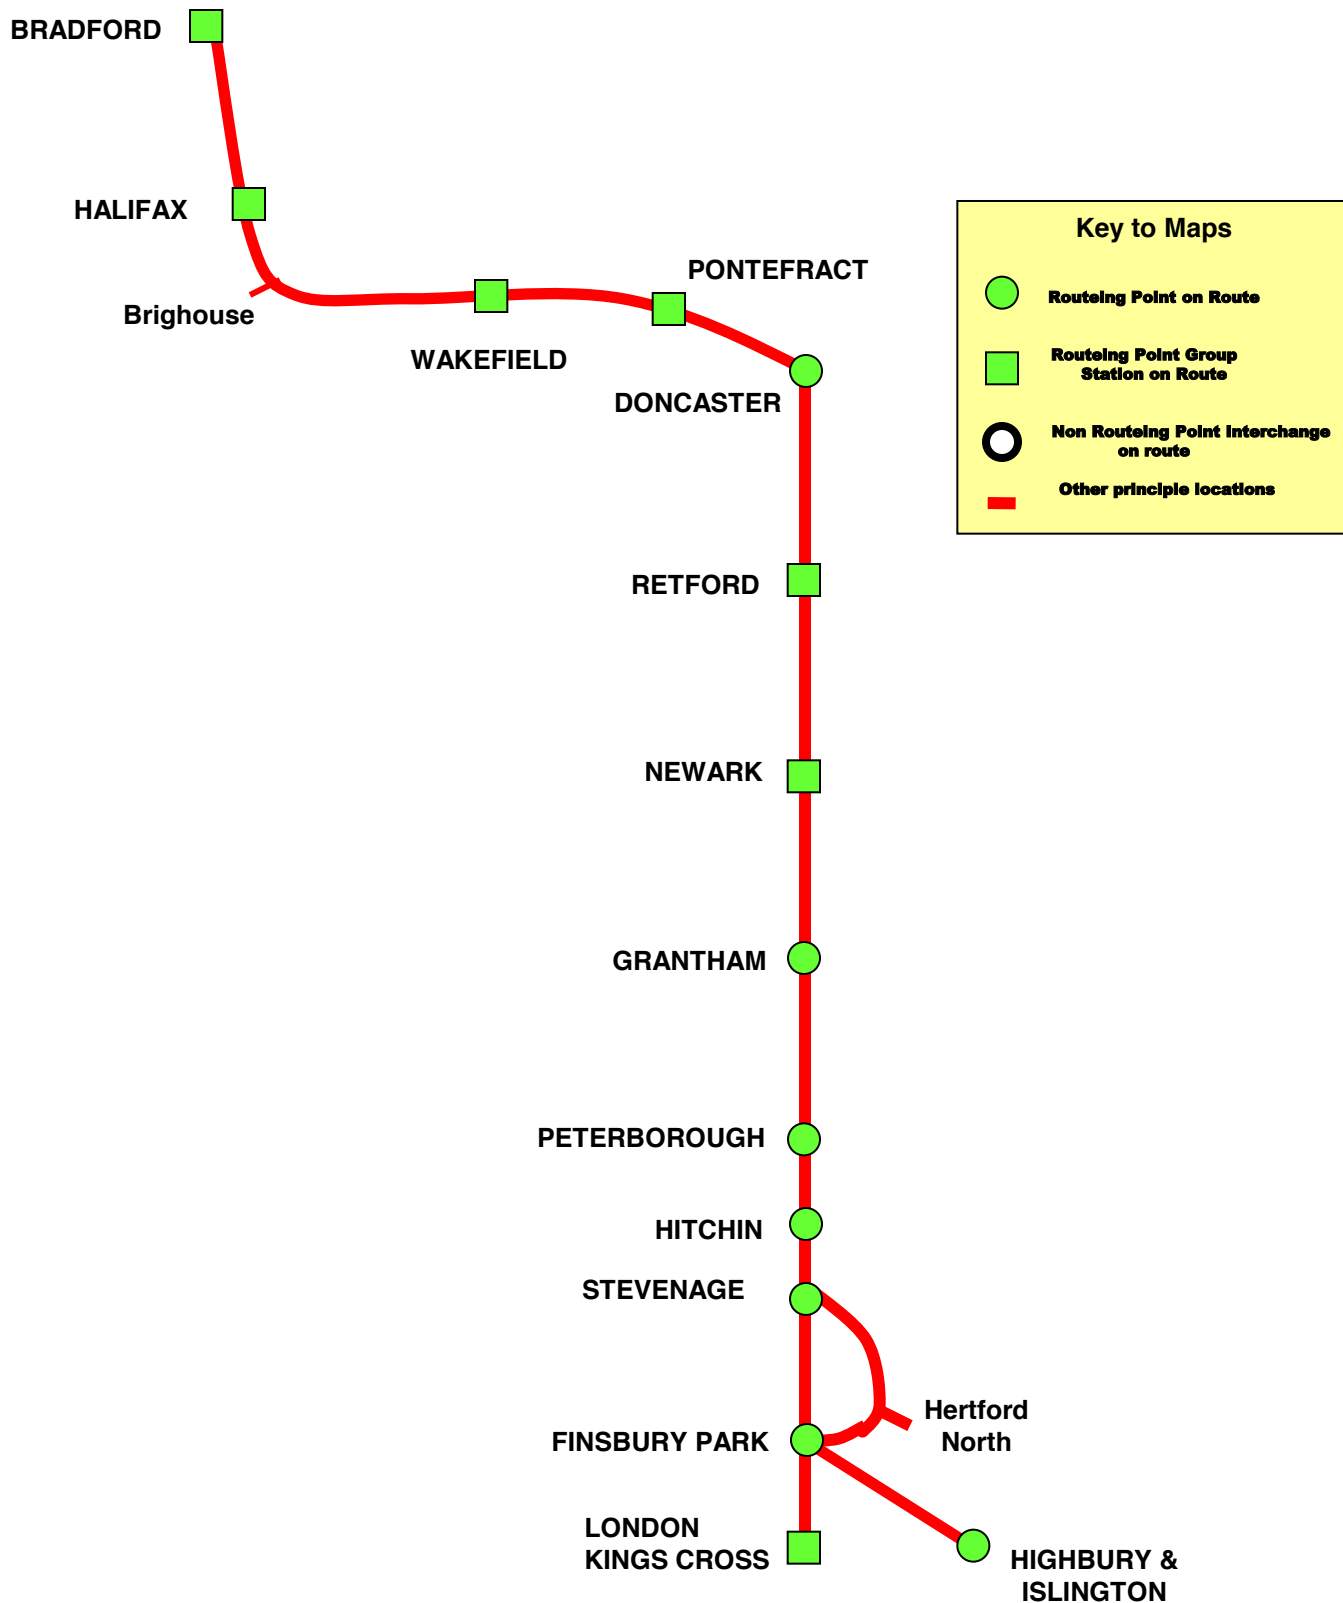 BRADFORD
HALIFAX
Brighouse
WAKEFIELD
PONTEFRACT
DONCASTER
Key to Maps
Routeing Point on Route
Routeing Point Group
Station on Route
Non Routeing Point Interchange
on route
Other principle locations
RETFORD
NEWARK
GRANTHAM
PETERBOROUGH
HITCHIN
STEVENAGE
Hertford
North
FINSBURY PARK
LONDON
KINGS CROSS
HIGHBURY &
ISLINGTON